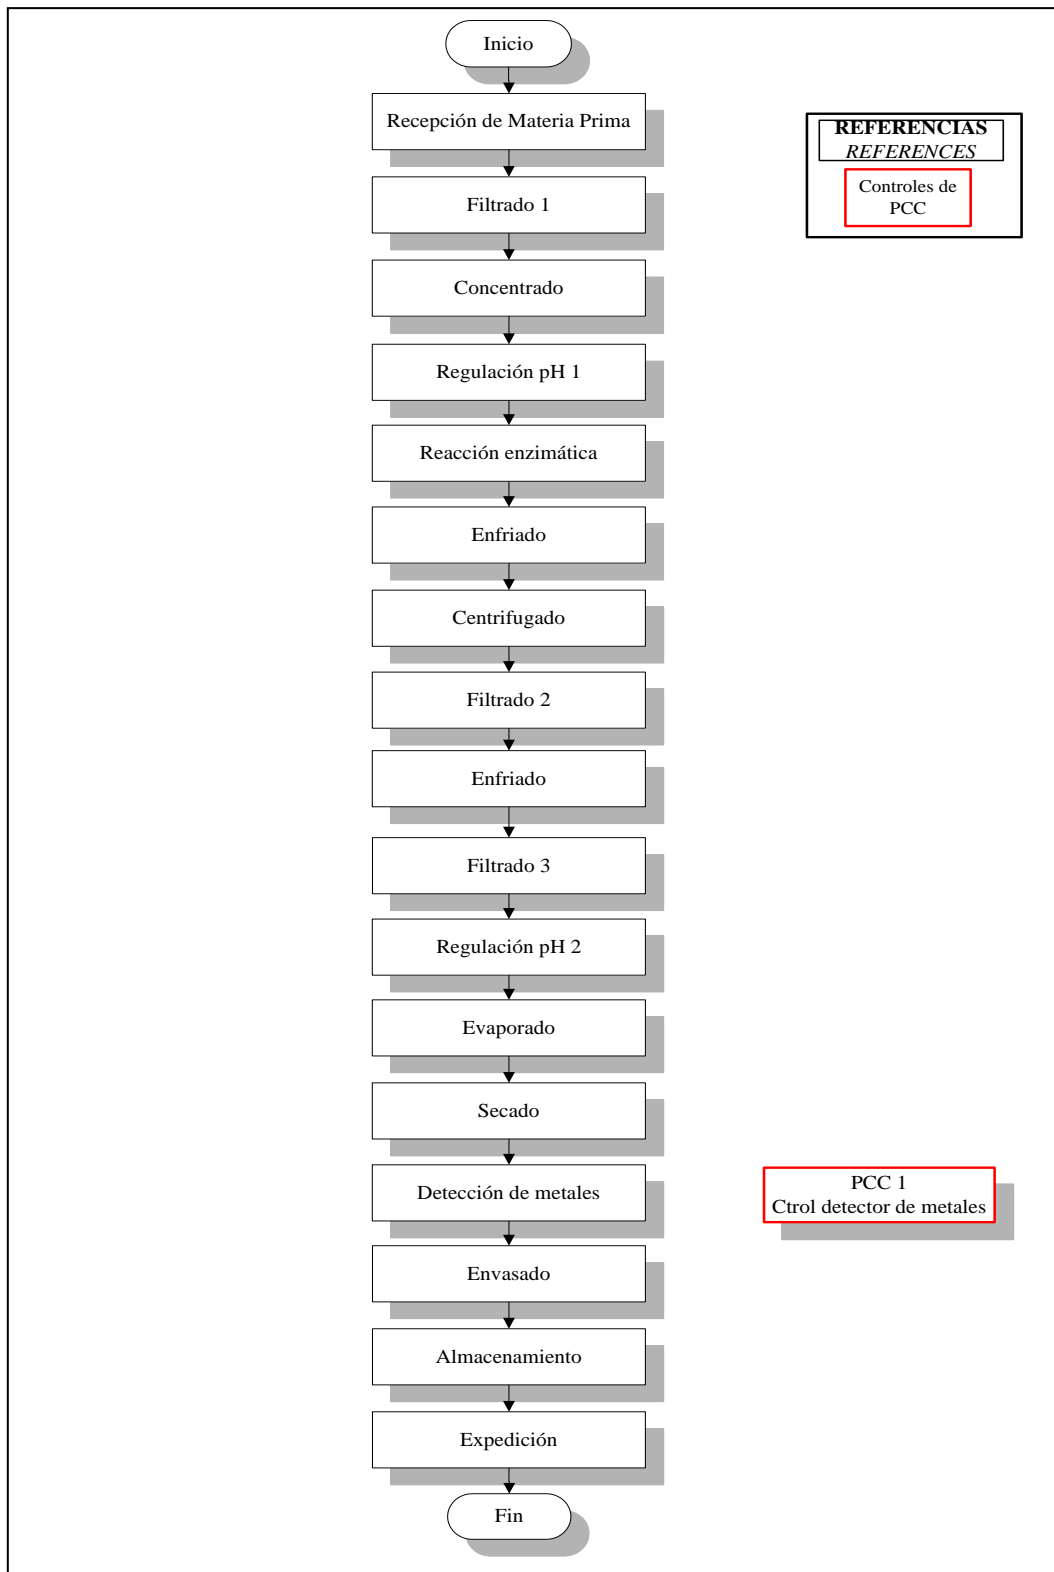 Inicio
Recepción de Materia Prima
REFERENCIAS
REFERENCES
Controles de
PCC
Filtrado 1
Concentrado
Regulación pH 1
Reacción enzimática
Enfriado
Centrifugado
Filtrado 2
Enfriado
Filtrado 3
Regulación pH 2
Evaporado
Secado
Detección de metales
PCC 1
Ctrol detector de metales
Envasado
Almacenamiento
Expedición
Fin